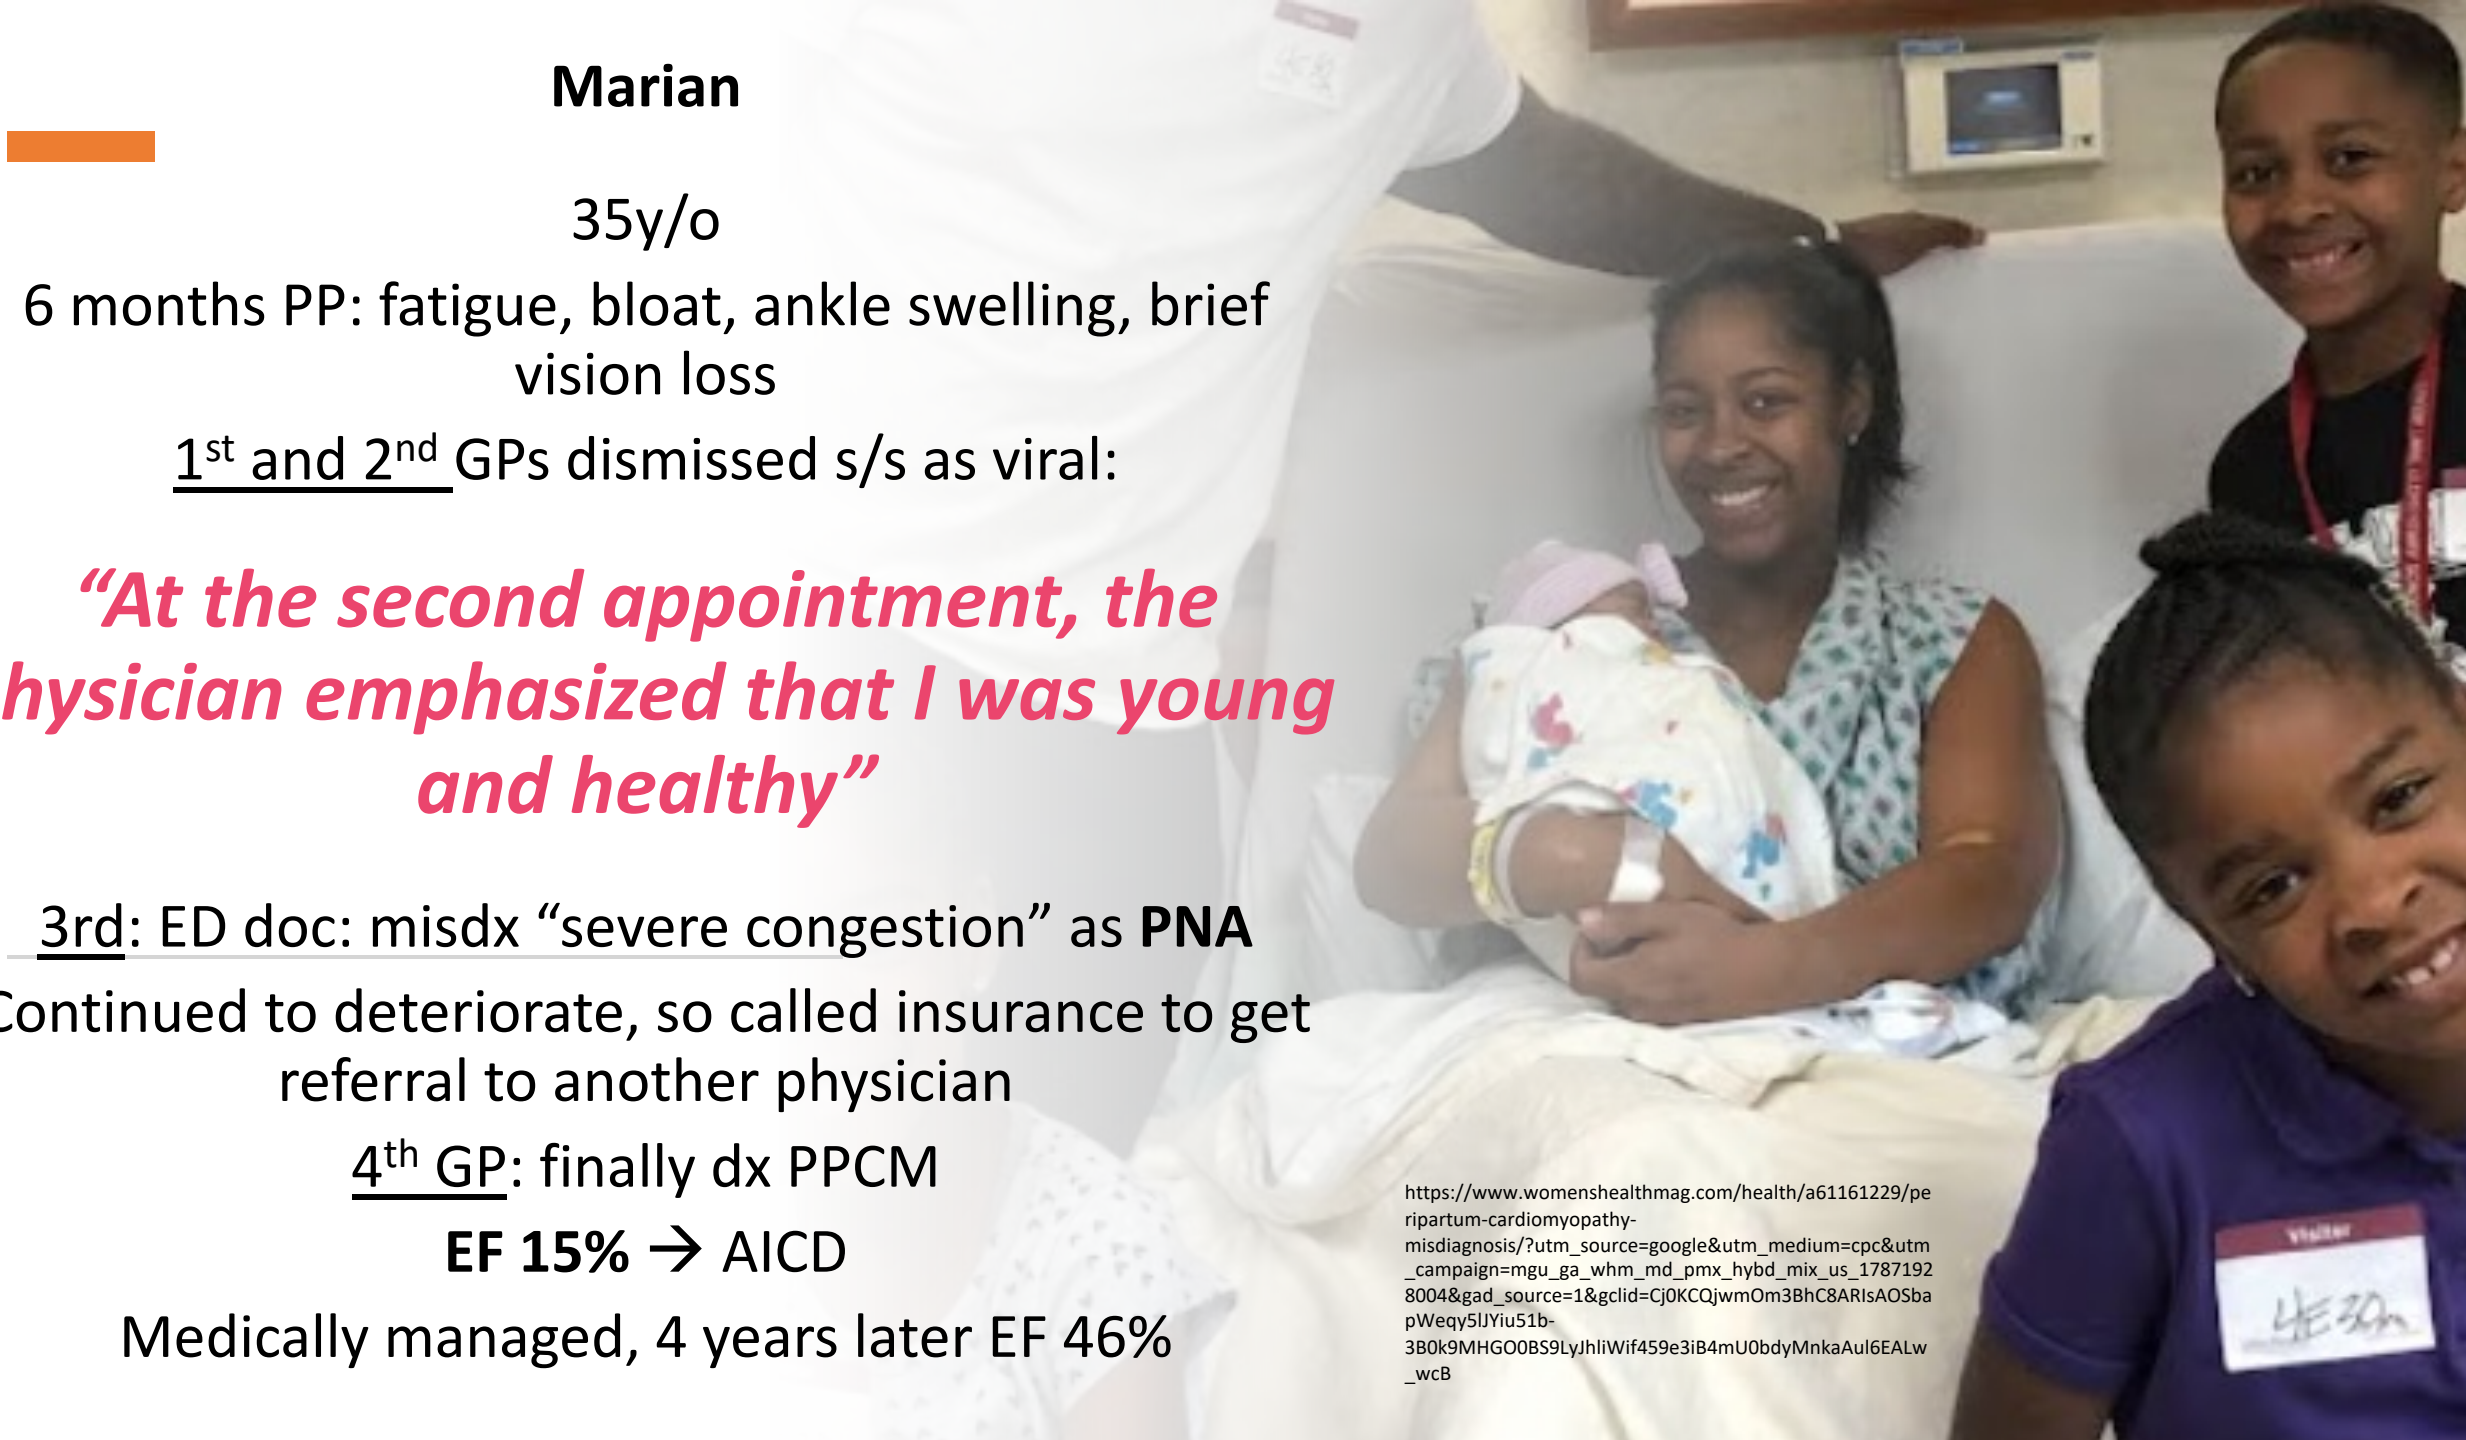 Marian
35y/o
6 months PP: fatigue, bloat, ankle swelling, brief
vision loss
1st and 2nd GPs dismissed s/s as viral:
“At the second appointment, the
hysician emphasized that I was young
and healthy”
3rd: ED doc: misdx “severe congestion” as PNA
Continued to deteriorate, so called insurance to get
referral to another physician
4th GP: finally dx PPCM
EF 15% → AICD
Medically managed, 4 years later EF 46%
https://www.womenshealthmag.com/health/a61161229/pe
ripartum-cardiomyopathy-
misdiagnosis/?utm_source=google&utm_medium=cpc&utm
_campaign=mgu_ga_whm_md_pmx_hybd_mix_us_1787192
8004&gad_source=1&gclid=Cj0KCQjwmOm3BhC8ARIsAOSba
pWeqy5lJYiu51b-
3B0k9MHGO0BS9LyJhliWif459e3iB4mU0bdyMnkaAul6EALw
_wcB
Visitor